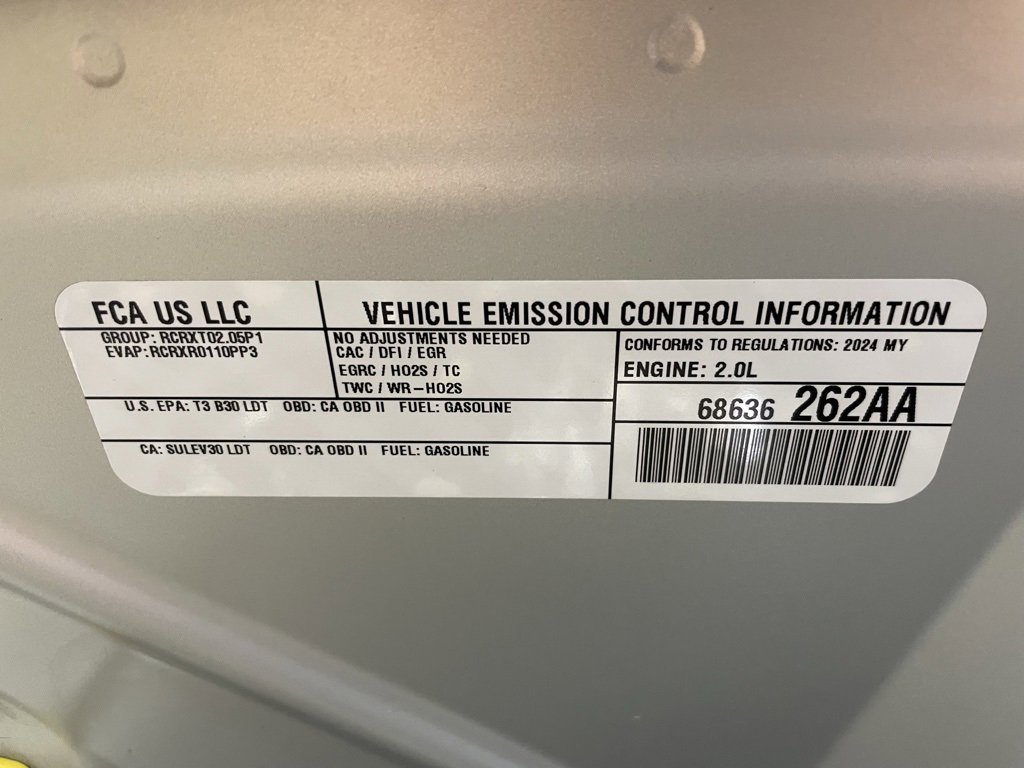 FCA US LLC
VEHICLE EMISSION CONTROL INFORMATION
GROUP: RCRXT02.05P1
EVAP: RCRXR0110PP3
NO ADJUSTMENTS NEEDED
CAC / DFI / EGR
EGRC / HO2S / TC
TWC / WR-HO2S
CONFORMS TO REGULATIONS: 2024 MY
ENGINE: 2.0L
U.S. EPA: T3 B30 LDT OBD: CA OBD II FUEL: GASOLINE
68636 262AA
CA: SULEV30 LDT OBD: CA OBD II FUEL: GASOLINE